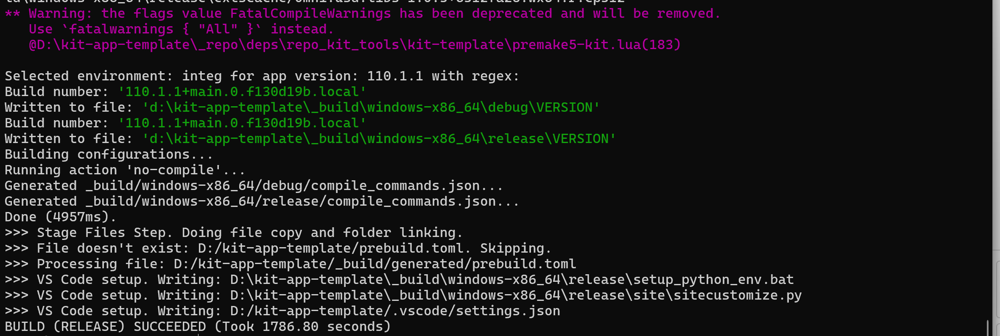 ** Warning: the flags value FatalCompileWarnings has been deprecated and will be removed.
   Use `fatalwarnings { "All" }` instead.
   @D:\kit-app-template\_repo\deps\repo_kit_tools\kit-template\premake5-kit.lua(183)
Selected environment: integ for app version: 110.1.1 with regex:
Build number: '110.1.1+main.0.f130d19b.local'
Written to file: 'd:\kit-app-template\_build\windows-x86_64\debug\VERSION'
Build number: '110.1.1+main.0.f130d19b.local'
Written to file: 'd:\kit-app-template\_build\windows-x86_64\release\VERSION'
Building configurations...
Running action 'no-compile'...
Generated _build/windows-x86_64/debug/compile_commands.json...
Generated _build/windows-x86_64/release/compile_commands.json...
Done (4957ms).
>>> Stage Files Step. Doing file copy and folder linking.
>>> File doesn't exist: D:/kit-app-template/prebuild.toml. Skipping.
>>> Processing file: D:/kit-app-template/_build/generated/prebuild.toml
>>> VS Code setup. Writing: D:\kit-app-template\_build\windows-x86_64\release\setup_python_env.bat
>>> VS Code setup. Writing: D:\kit-app-template\_build\windows-x86_64\release\site\sitecustomize.py
>>> VS Code setup. Writing: D:/kit-app-template/.vscode/settings.json
BUILD (RELEASE) SUCCEEDED (Took 1786.80 seconds)